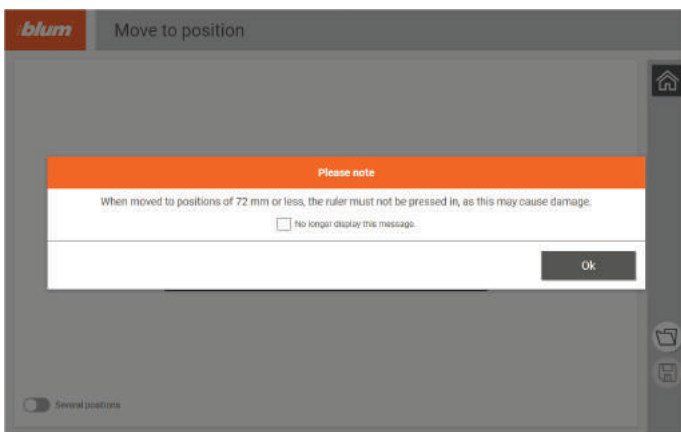 blum
Move to position
Please note
When moved to positions of 72 mm or less, the ruler must not be pressed in, as this may cause damage.
No longer display this message.
Ok
Several positions